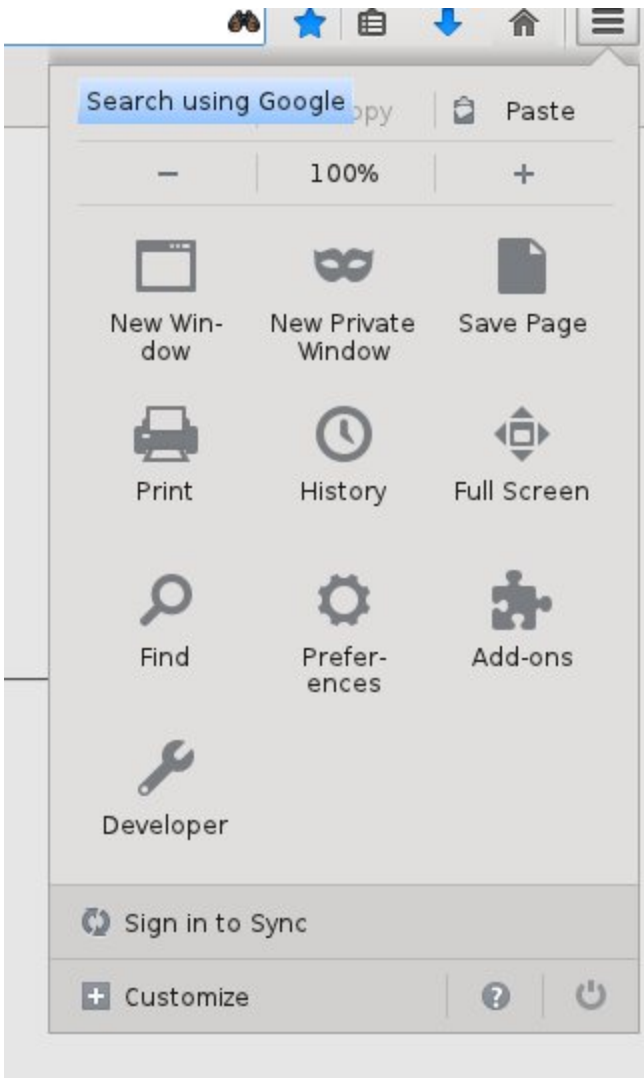 Search using Google
opy
Paste
− 100% +
New Win-
dow
New Private
Window
Save Page
Print
History
Full Screen
Find
Prefer-
ences
Add-ons
Developer
Sign in to Sync
Customize